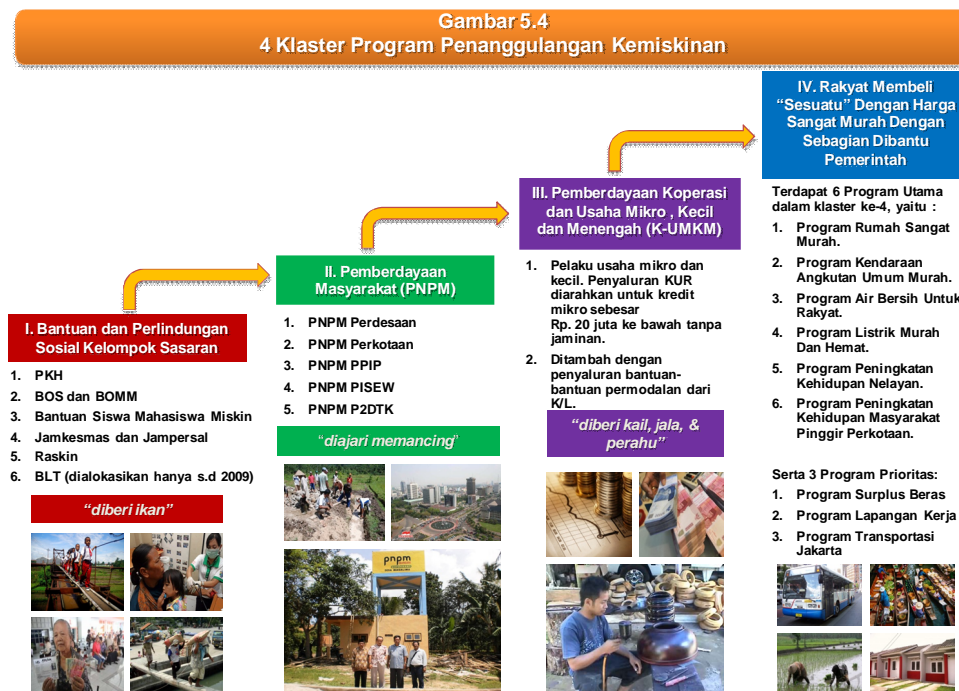 Gambar 5.4
4 Klaster Program Penanggulangan Kemiskinan
I. Bantuan dan Perlindungan
Sosial Kelompok Sasaran
1. PKH
2. BOS dan BOMM
3. Bantuan Siswa Mahasiswa Miskin
4. Jamkesmas dan Jampersal
5. Raskin
6. BLT (dialokasikan hanya s.d 2009)
“diberi ikan”
II. Pemberdayaan
Masyarakat (PNPM)
1. PNPM Perdesaan
2. PNPM Perkotaan
3. PNPM PPIP
4. PNPM PISEW
5. PNPM P2DTK
“diajari memancing”
pnpm
III. Pemberdayaan Koperasi
dan Usaha Mikro , Kecil
dan Menengah (K-UMKM)
1. Pelaku usaha mikro dan
kecil. Penyaluran KUR
diarahkan untuk kredit
mikro sebesar
Rp. 20 juta ke bawah tanpa
jaminan.
2. Ditambah dengan
penyaluran bantuan-
bantuan permodalan dari
K/L.
“diberi kail, jala, &
perahu”
IV. Rakyat Membeli
“Sesuatu” Dengan Harga
Sangat Murah Dengan
Sebagian Dibantu
Pemerintah
Terdapat 6 Program Utama
dalam klaster ke-4, yaitu :
1. Program Rumah Sangat
Murah.
2. Program Kendaraan
Angkutan Umum Murah.
3. Program Air Bersih Untuk
Rakyat.
4. Program Listrik Murah
Dan Hemat.
5. Program Peningkatan
Kehidupan Nelayan.
6. Program Peningkatan
Kehidupan Masyarakat
Pinggir Perkotaan.
Serta 3 Program Prioritas:
1. Program Surplus Beras
2. Program Lapangan Kerja
3. Program Transportasi
Jakarta